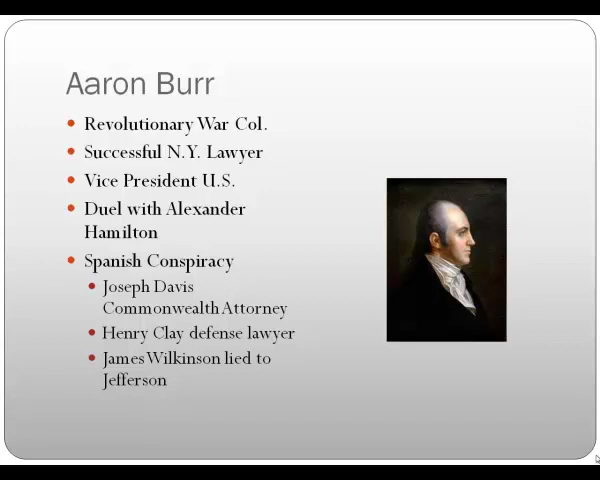 Aaron Burr
Revolutionary War Col.
Successful N.Y. Lawyer
Vice President U.S.
Duel with Alexander
Hamilton
Spanish Conspiracy
Joseph Davis
Commonwealth Attorney
Henry Clay defense lawyer
James Wilkinson lied to
Jefferson